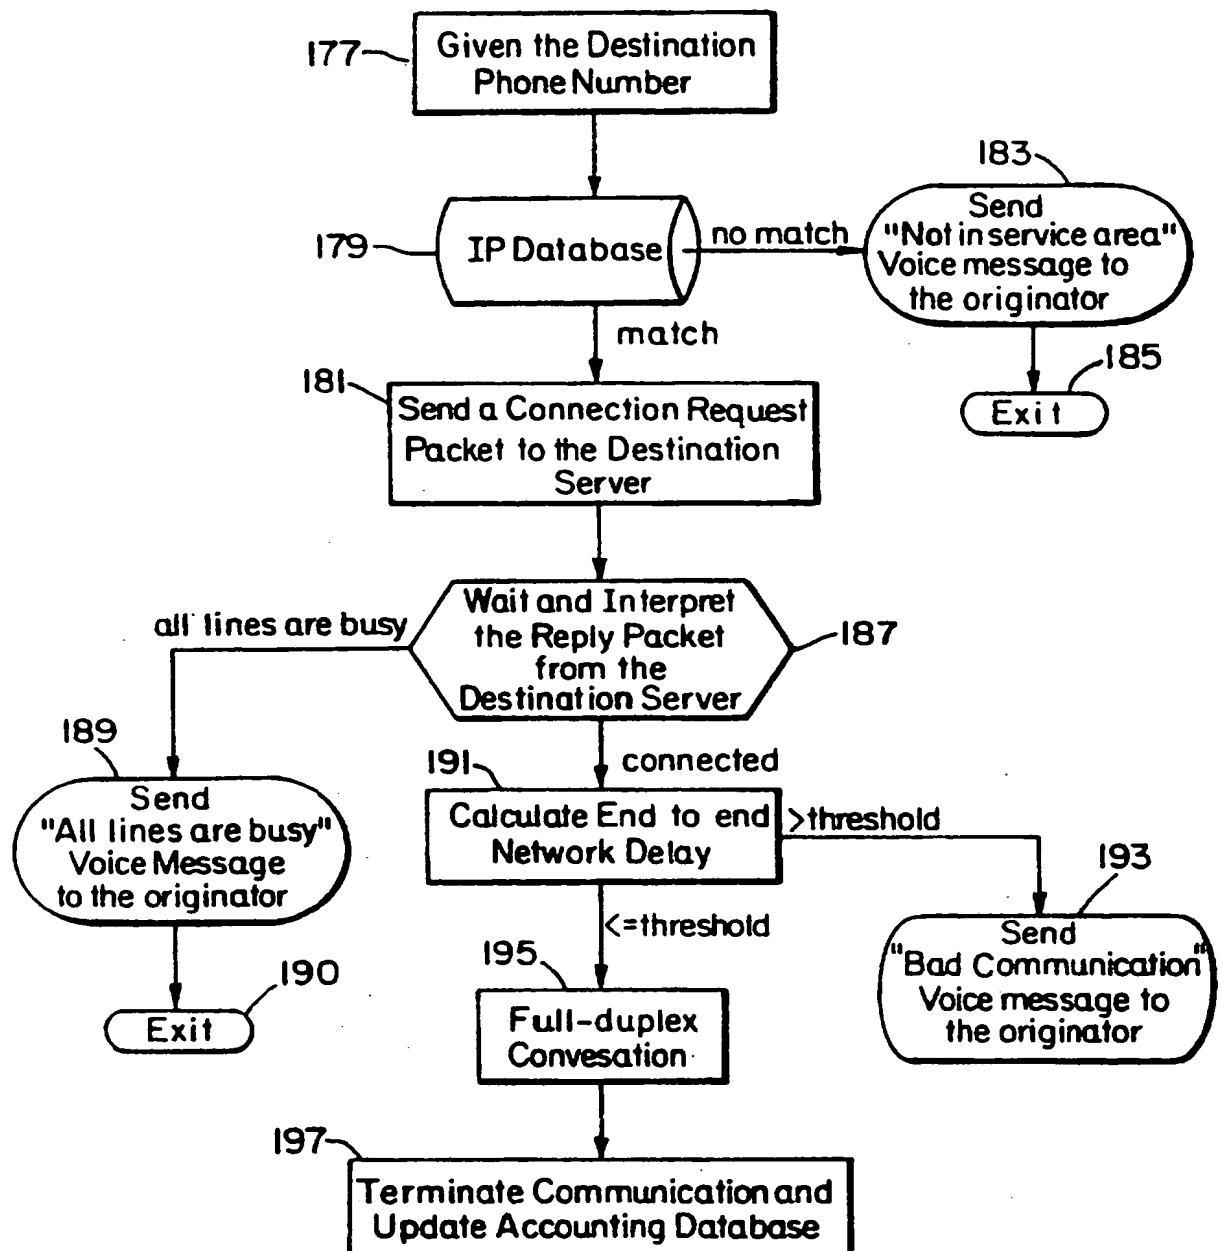 177
Given the Destination
Phone Number
183
Send
"Not in service area"
Voice message to
the originator
179
IP Database
no match
match
185
Exit
181
Send a Connection Request
Packet to the Destination
Server
all lines are busy
Wait and Interpret
the Reply Packet
from the
Destination Server
187
189
Send
"All lines are busy"
Voice Message
to the originator
190
Exit
connected
191
Calculate End to end
Network Delay
>threshold
193
Send
"Bad Communication"
Voice message to
the originator
<=threshold
195
Full-duplex
Convesation
197
Terminate Communication and
Update Accounting Database